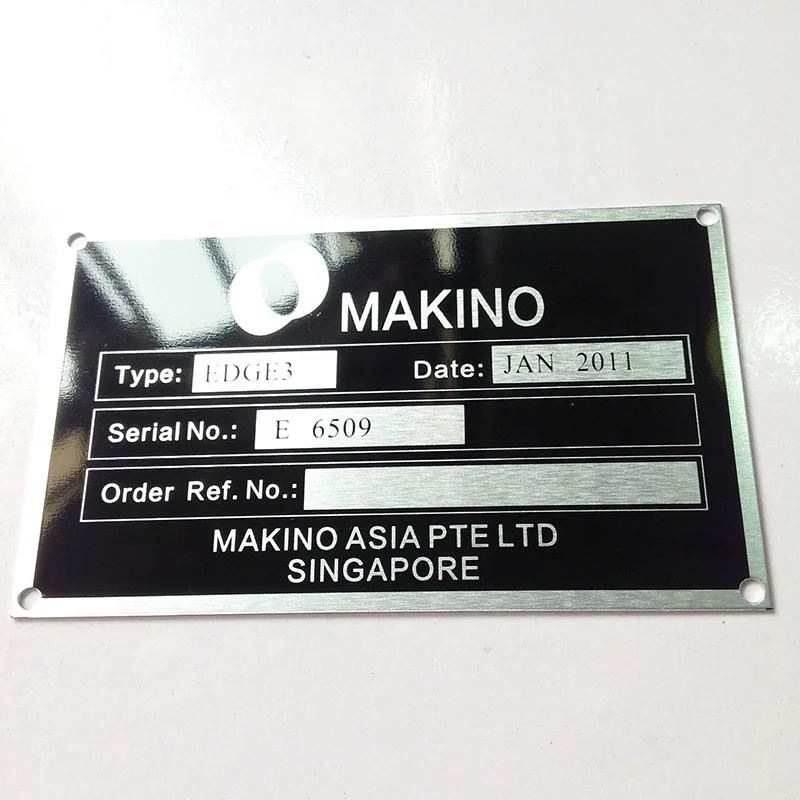 MAKINO
Type: EDGE3 Date: JAN 2011
Serial No.: E 6509
Order Ref. No.:
MAKINO ASIA PTE LTD
SINGAPORE